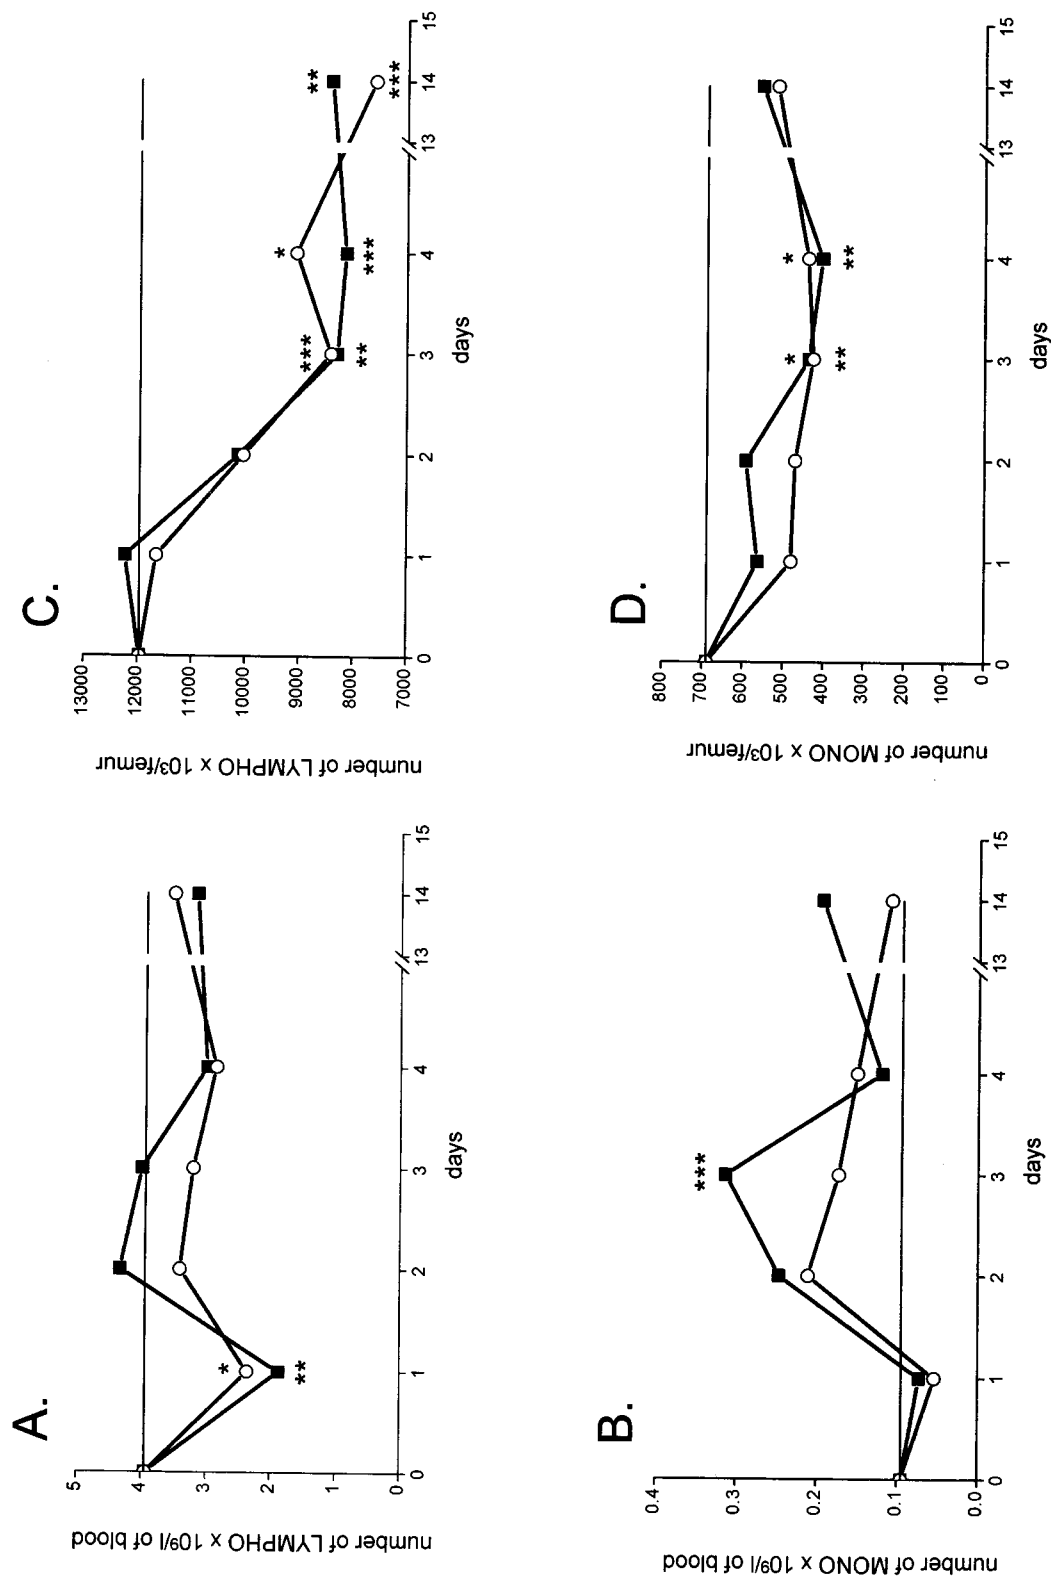 A.
number of LYMPHO x 10⁹/l of blood
5
4
3
2
1
0
*
**
0 1 2 3 4 13 14 15
days
B.
number of MONO x 10⁹/l of blood
0.4
0.3
0.2
0.1
0.0
***
0 1 2 3 4 13 14 15
days
C.
number of LYMPHO x 10³/femur
13000
12000
11000
10000
9000
8000
7000
***
**
*
***
**
***
0 1 2 3 4 13 14 15
days
D.
number of MONO x 10³/femur
800
700
600
500
400
300
200
100
0
*
**
*
**
0 1 2 3 4 13 14 15
days